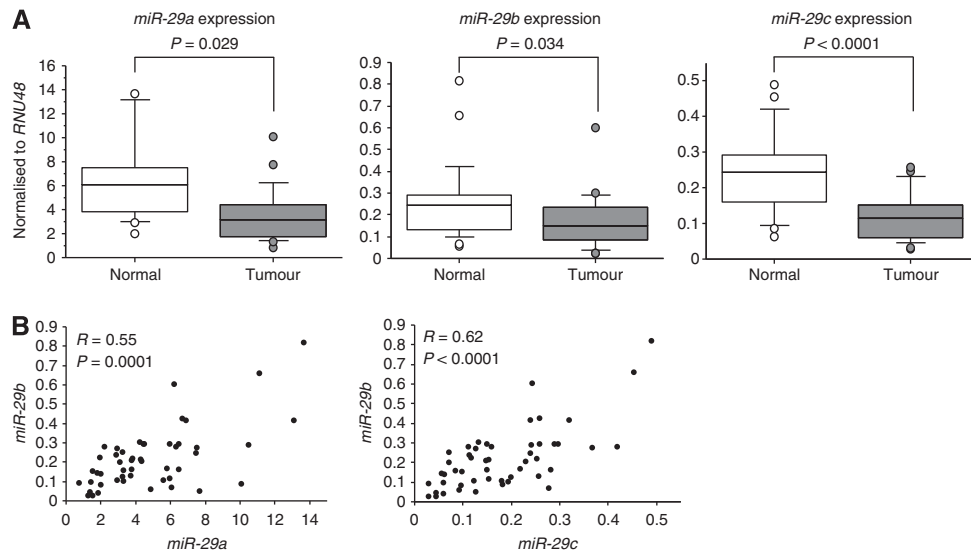 A
miR-29a expression
P = 0.029
Normalised to RNU48
16
14
12
10
8
6
4
2
0
Normal Tumour
miR-29b expression
P = 0.034
0.9
0.8
0.7
0.6
0.5
0.4
0.3
0.2
0.1
0
Normal Tumour
miR-29c expression
P < 0.0001
0.5
0.4
0.3
0.2
0.1
0
Normal Tumour
B
R = 0.55
P = 0.0001
miR-29b
0.9
0.8
0.7
0.6
0.5
0.4
0.3
0.2
0.1
0
0 2 4 6 8 10 12 14
miR-29a
R = 0.62
P < 0.0001
miR-29b
0.9
0.8
0.7
0.6
0.5
0.4
0.3
0.2
0.1
0
0 0.1 0.2 0.3 0.4 0.5
miR-29c